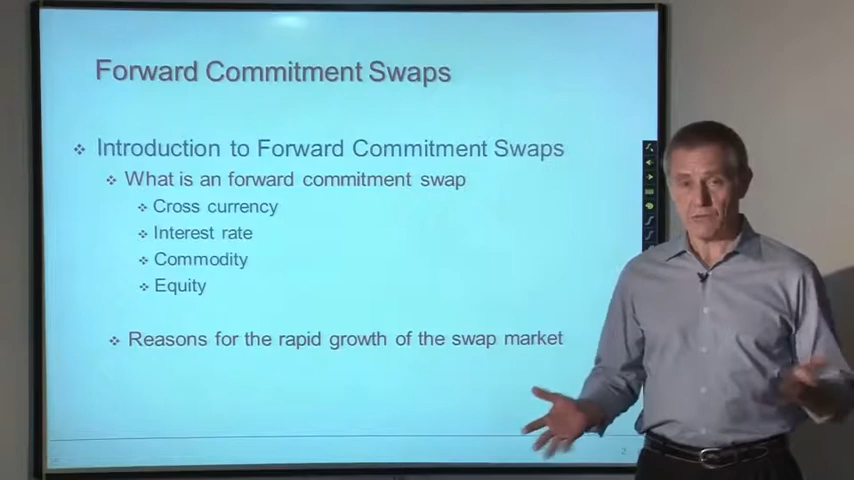 Forward Commitment Swaps
Introduction to Forward Commitment Swaps
What is an forward commitment swap
Cross currency
Interest rate
Commodity
Equity
Reasons for the rapid growth of the swap market
2